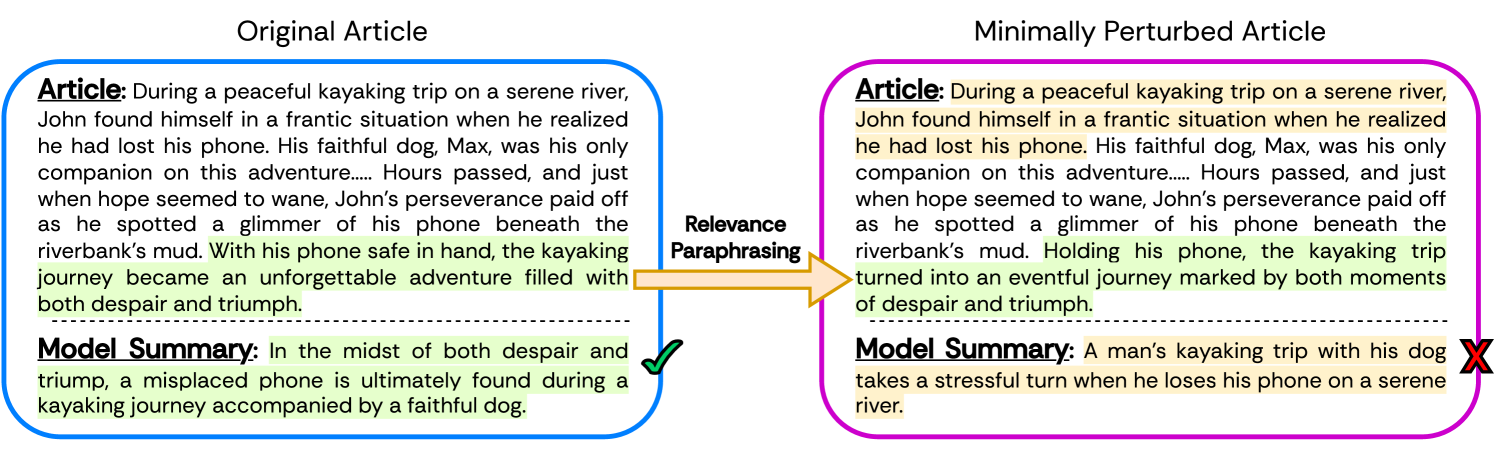 Original Article
Article: During a peaceful kayaking trip on a serene river,
John found himself in a frantic situation when he realized
he had lost his phone. His faithful dog, Max, was his only
companion on this adventure..... Hours passed, and just
when hope seemed to wane, John's perseverance paid off
as he spotted a glimmer of his phone beneath the
riverbank's mud. With his phone safe in hand, the kayaking
journey became an unforgettable adventure filled with
both despair and triumph.
Model Summary: In the midst of both despair and
triump, a misplaced phone is ultimately found during a
kayaking journey accompanied by a faithful dog.
Relevance
Paraphrasing
Minimally Perturbed Article
Article: During a peaceful kayaking trip on a serene river,
John found himself in a frantic situation when he realized
he had lost his phone. His faithful dog, Max, was his only
companion on this adventure..... Hours passed, and just
when hope seemed to wane, John's perseverance paid off
as he spotted a glimmer of his phone beneath the
riverbank's mud. Holding his phone, the kayaking trip
turned into an eventful journey marked by both moments
of despair and triumph.
Model Summary: A man's kayaking trip with his dog
takes a stressful turn when he loses his phone on a serene
river.
X